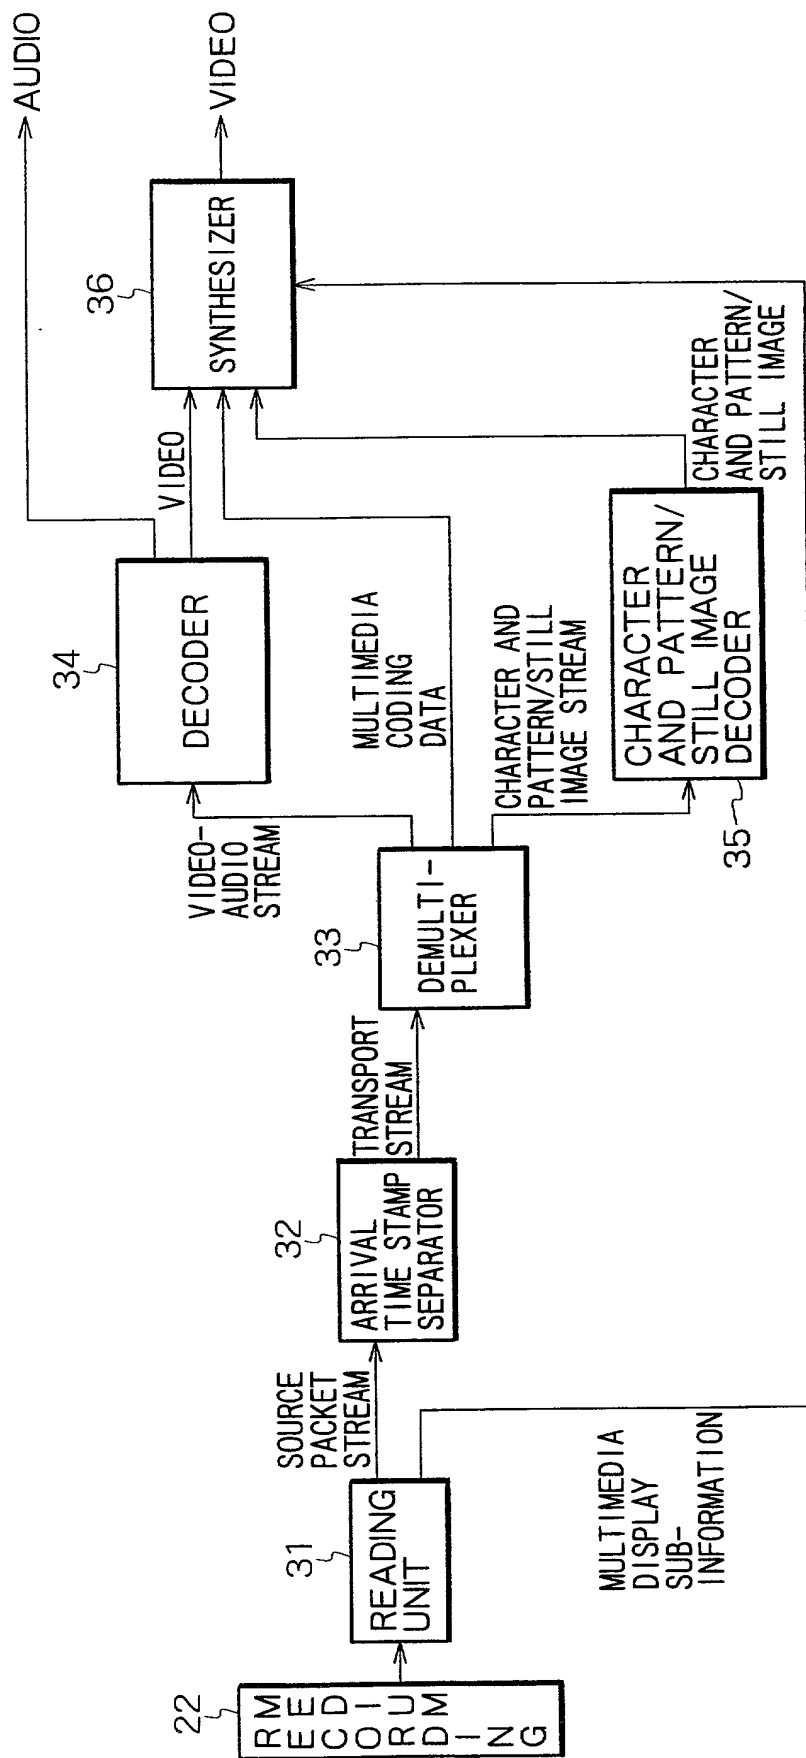 22
RECORDING
MEDIUM
31
READING
UNIT
SOURCE
PACKET
STREAM
MULTIMEDIA
DISPLAY
SUB-
INFORMATION
32
ARRIVAL
TIME STAMP
SEPARATOR
TRANSPORT
STREAM
33
DEMULTI-
PLEXER
VIDEO-
AUDIO
STREAM
MULTIMEDIA
CODING
DATA
CHARACTER AND
PATTERN/STILL
IMAGE STREAM
34
DECODER
35
CHARACTER
AND PATTERN/
STILL IMAGE
DECODER
VIDEO
CHARACTER
AND PATTERN/
STILL IMAGE
36
SYNTHESIZER
AUDIO
VIDEO